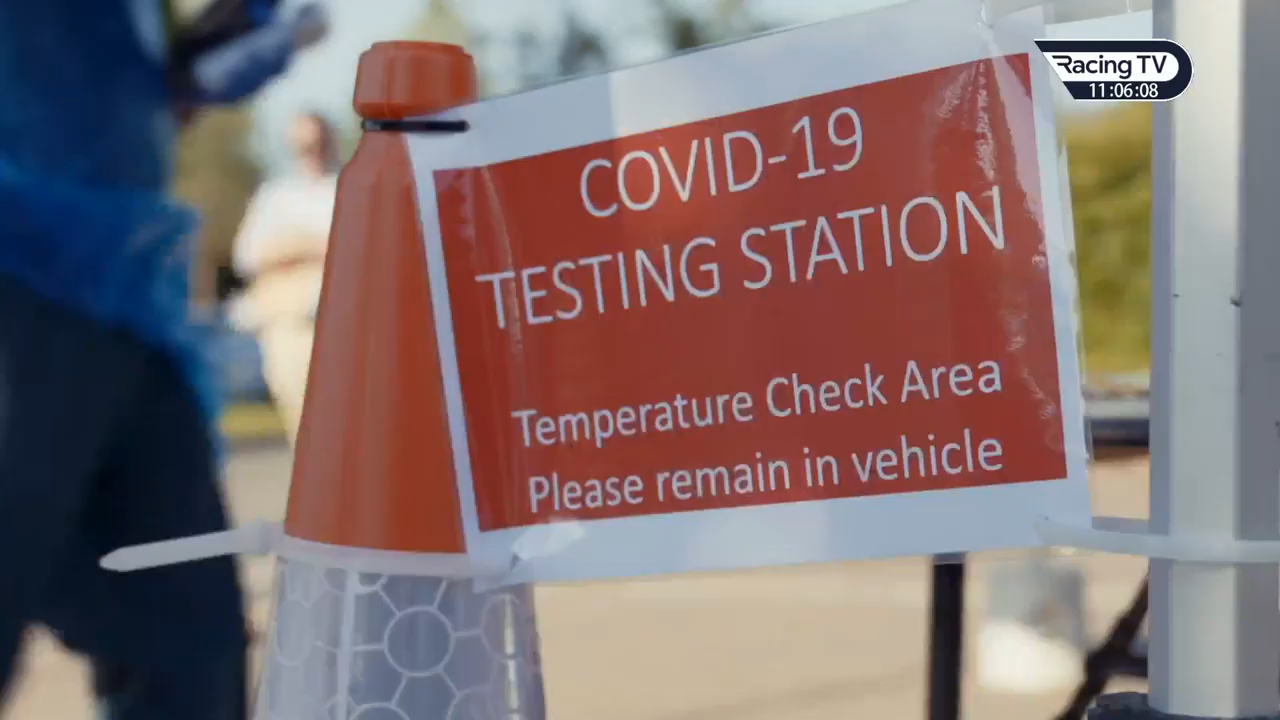 Racing TV
11:06:08
COVID-19
TESTING STATION
Temperature Check Area
Please remain in vehicle